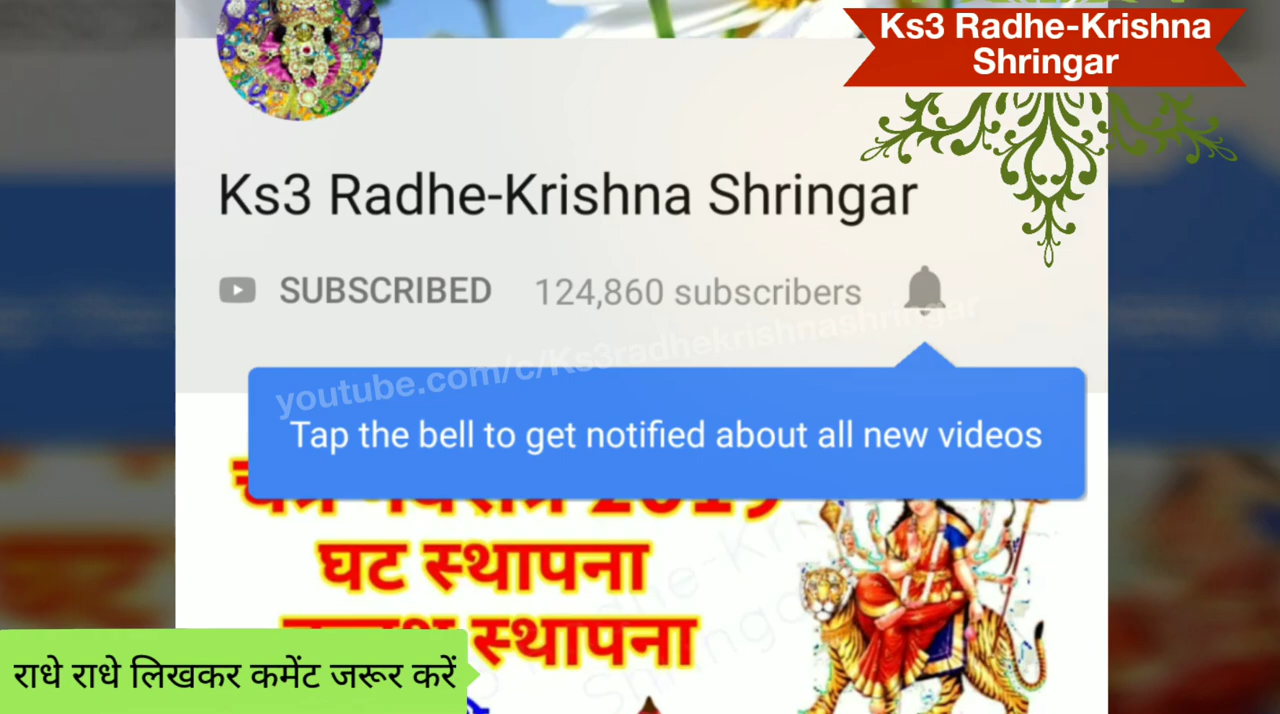 Ks3 Radhe-Krishna
Shringar
Ks3 Radhe-Krishna Shringar
SUBSCRIBED 124,860 subscribers
youtube.com/c/Ks3radhekrishnashringar
Tap the bell to get notified about all new videos
घट स्थापना
स्थापना
राधे राधे लिखकर कमेंट जरूर करें